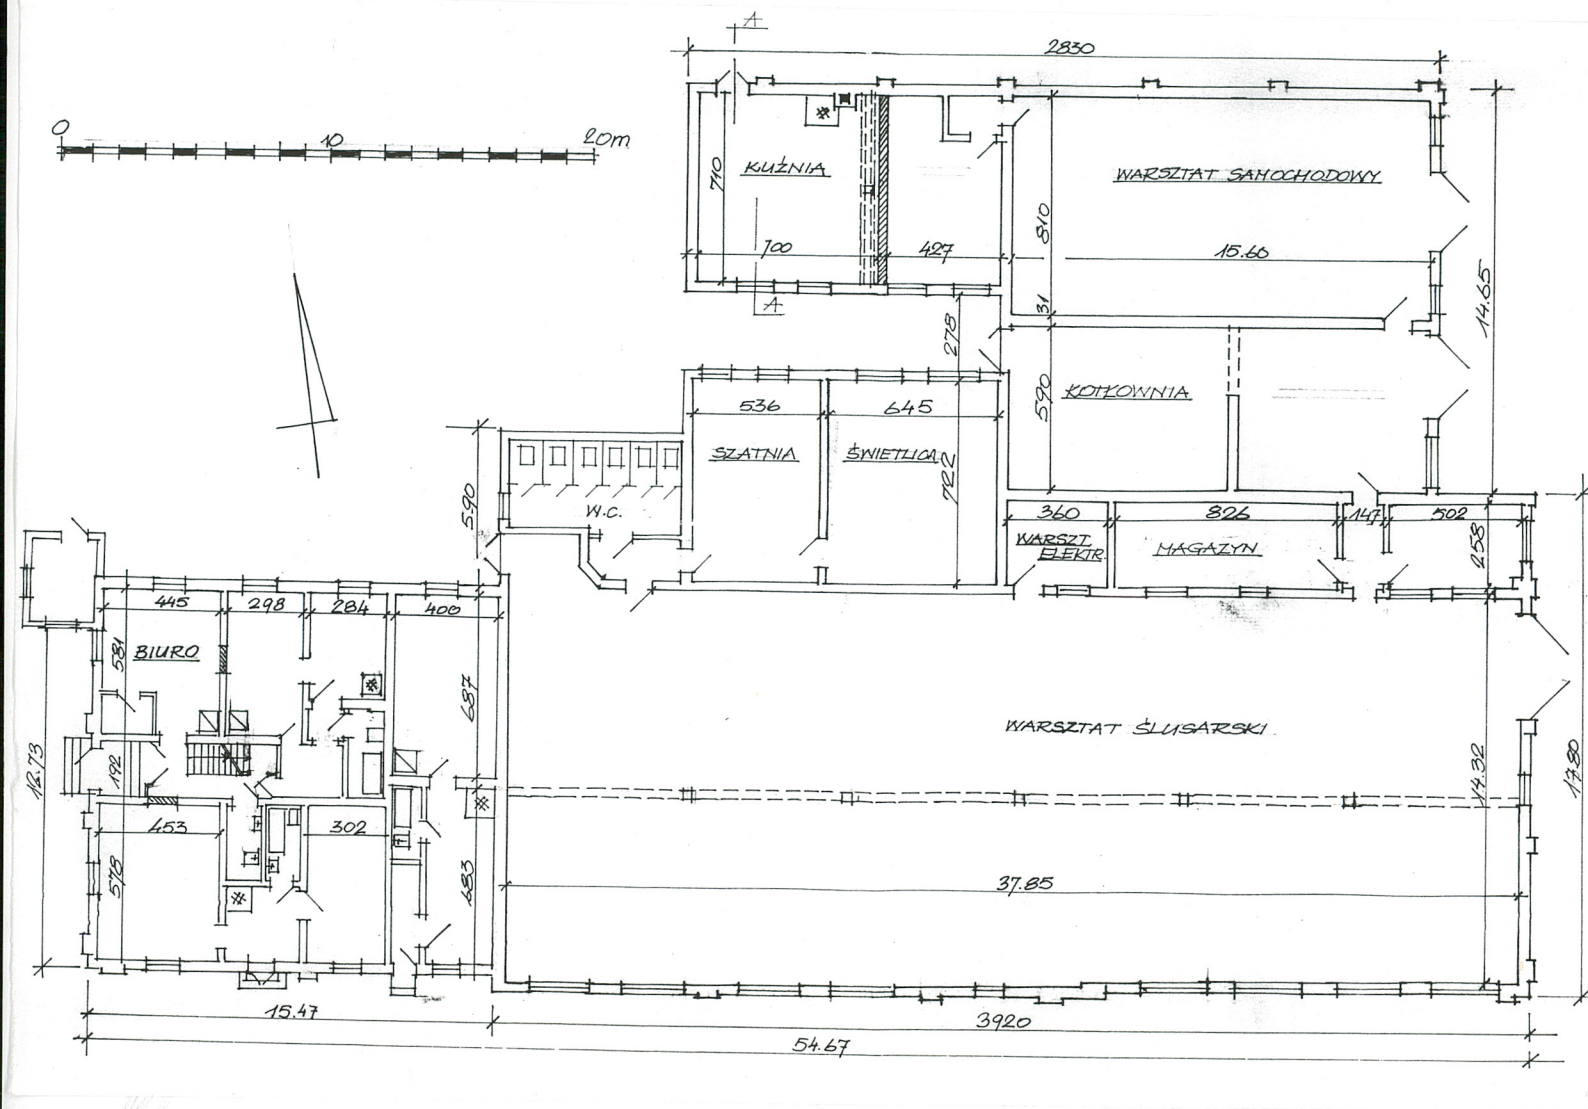 A
2830
0
10
20m
KUŹNIA
710
700
427
A
WARSZTAT SAMOCHODOWY
810
15.60
31
14.65
278
KOTŁOWNIA
590
536
645
SZATNIA
ŚWIETLICA
722
590
W.C.
360
826
147
502
WARSZT.
ELEKTR.
MAGAZYN
258
445
298
284
400
581
BIURO
687
WARSZTAT ŚLUSARSKI
12.73
192
14.32
17.80
453
302
578
683
37.85
15.47
3920
54.67